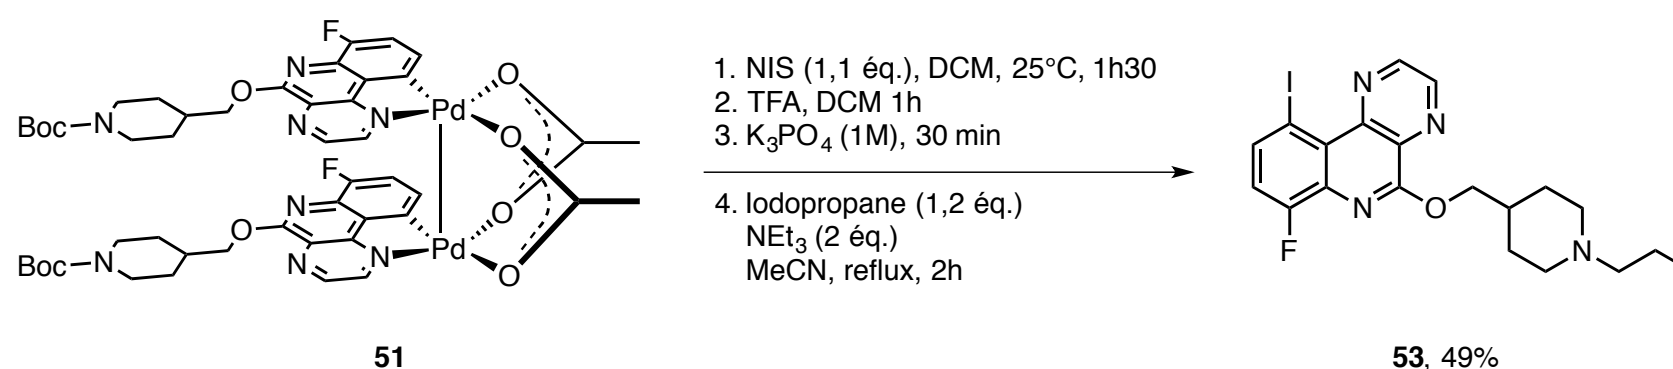 F
N
O
N
N
Boc
N
Pd
O
O
1. NIS (1,1 éq.), DCM, 25°C, 1h30
2. TFA, DCM 1h
3. K3PO4 (1M), 30 min
4. Iodopropane (1,2 éq.)
NEt3 (2 éq.)
MeCN, reflux, 2h
F
N
O
N
N
Boc
N
Pd
O
O
I
N
N
N
O
F
N
51
53, 49%